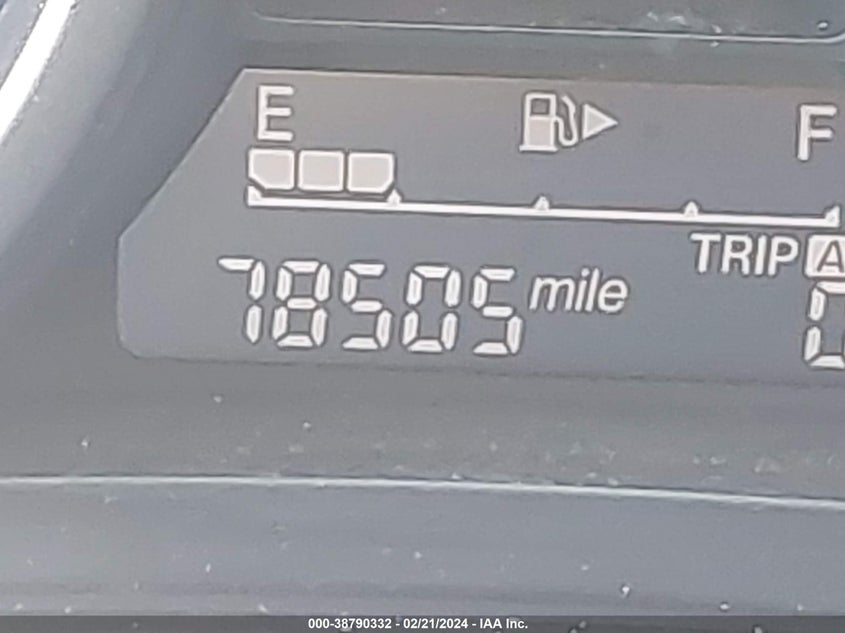 E F
TRIP A
78505 mile
000-38790332 - 02/21/2024 - IAA Inc.